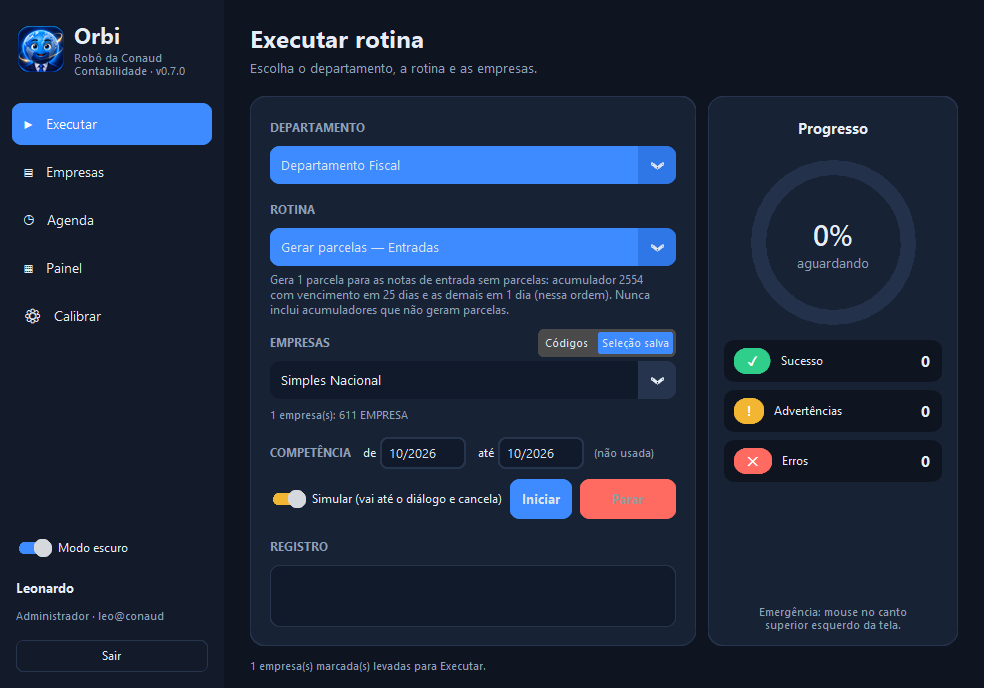 Orbi
Robô da Conaud
Contabilidade · v0.7.0
Executar
Empresas
Agenda
Painel
Calibrar
Modo escuro
Leonardo
Administrador · leo@conaud
Sair
Executar rotina
Escolha o departamento, a rotina e as empresas.
DEPARTAMENTO
Departamento Fiscal
ROTINA
Gerar parcelas — Entradas
Gera 1 parcela para as notas de entrada sem parcelas: acumulador 2554
com vencimento em 25 dias e as demais em 1 dia (nessa ordem). Nunca
inclui acumuladores que não geram parcelas.
EMPRESAS
Códigos
Seleção salva
Simples Nacional
1 empresa(s): 611 EMPRESA
COMPETÊNCIA de 10/2026 até 10/2026 (não usada)
Simular (vai até o diálogo e cancela)
Iniciar
Parar
REGISTRO
1 empresa(s) marcada(s) levadas para Executar.
Progresso
0%
aguardando
Sucesso 0
Advertências 0
Erros 0
Emergência: mouse no canto
superior esquerdo da tela.